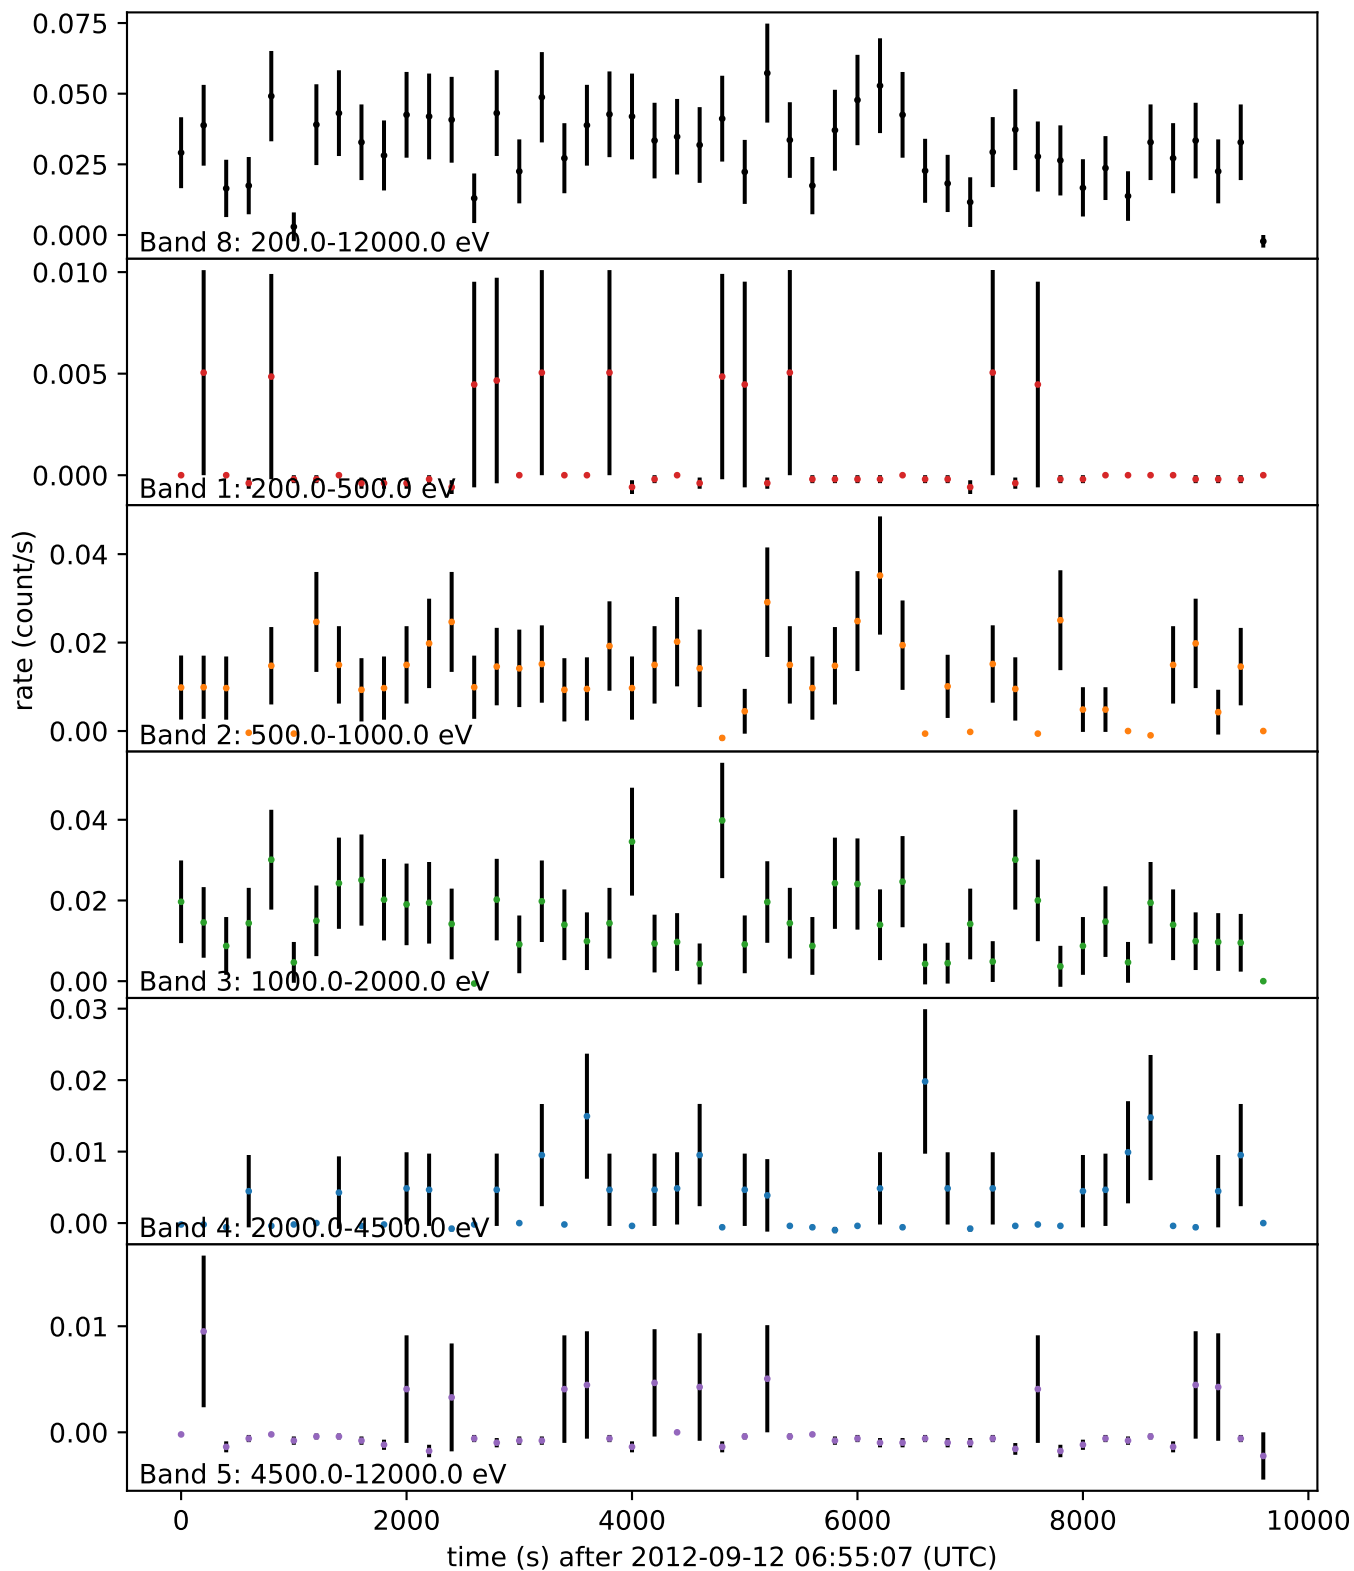 0.075
0.050
0.025
0.000
Band 8: 200.0-12000.0 eV
0.010
0.005
0.000
Band 1: 200.0-500.0 eV
rate (count/s)
0.04
0.02
0.00
Band 2: 500.0-1000.0 eV
0.04
0.02
0.00
Band 3: 1000.0-2000.0 eV
0.03
0.02
0.01
0.00
Band 4: 2000.0-4500.0 eV
0.01
0.00
Band 5: 4500.0-12000.0 eV
0 2000 4000 6000 8000 10000
time (s) after 2012-09-12 06:55:07 (UTC)